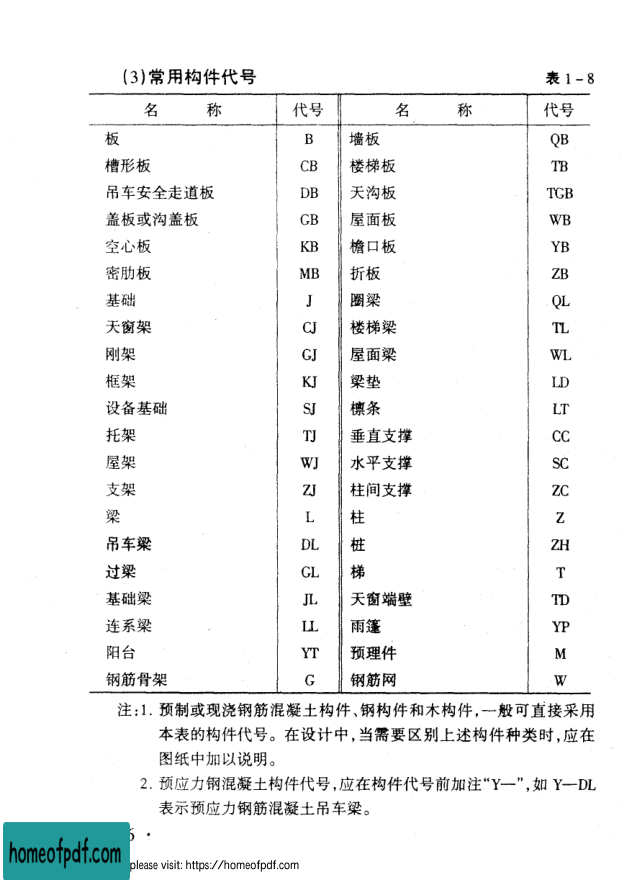 (3)常用构件代号 表1-8
名 称 代号 名 称 代号
板 B 墙板 QB
槽形板 CB 楼梯板 TB
吊车安全走道板 DB 天沟板 TGB
盖板或沟盖板 GB 屋面板 WB
空心板 KB 檐口板 YB
密肋板 MB 折板 ZB
基础 J 圈梁 QL
天窗架 CJ 楼梯梁 TL
刚架 GJ 屋面梁 WL
框架 KJ 梁垫 LD
设备基础 SJ 檩条 LT
托架 TJ 垂直支撑 CC
屋架 WJ 水平支撑 SC
支架 ZJ 柱间支撑 ZC
梁 L 柱 Z
吊车梁 DL 桩 ZH
过梁 GL 梯 T
基础梁 JL 天窗端壁 TD
连系梁 LL 雨篷 YP
阳台 YT 预理件 M
钢筋骨架 G 钢筋网 W
注:1. 预制或现浇钢筋混凝土构件、钢构件和木构件,一般可直接采用
本表的构件代号。在设计中,当需要区别上述构件种类时,应在
图纸中加以说明。
2. 预应力钢混凝土构件代号,应在构件代号前加注“Y—”,如 Y—DL
表示预应力钢筋混凝土吊车梁。
6 ·
homeofpdf.com
please visit: https://homeofpdf.com